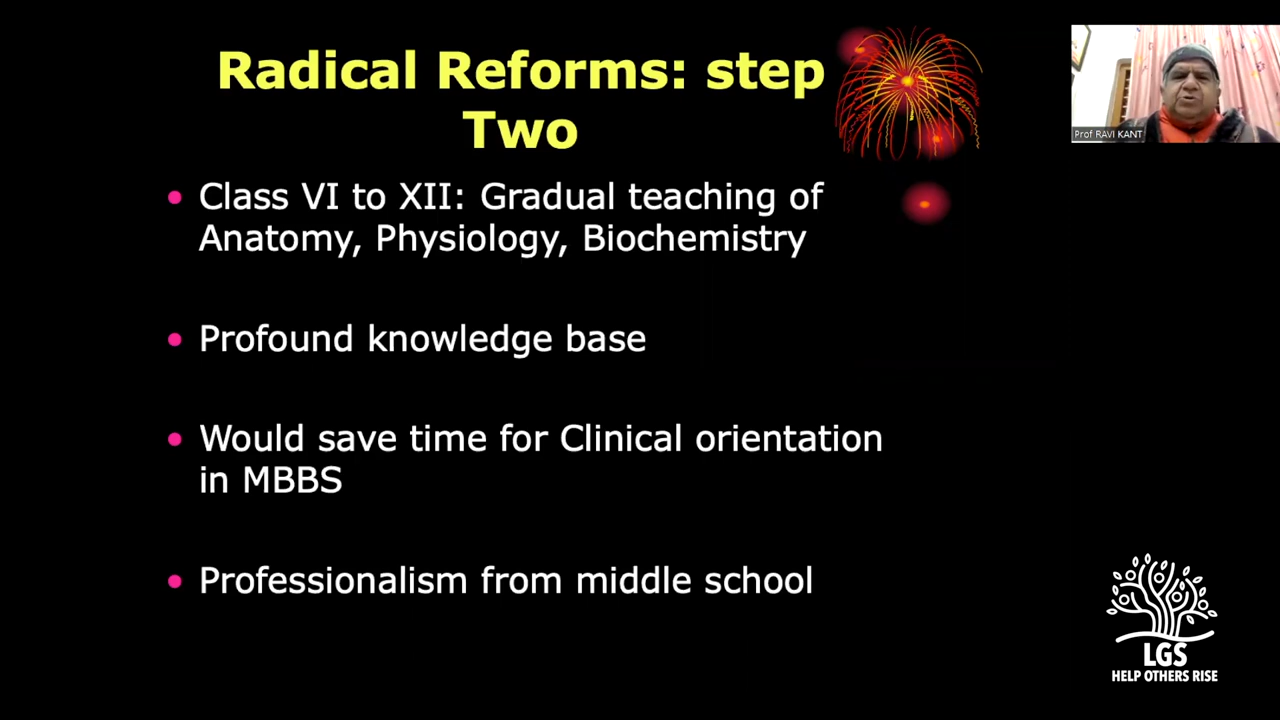 Radical Reforms: step
Two
• Class VI to XII: Gradual teaching of
Anatomy, Physiology, Biochemistry
• Profound knowledge base
• Would save time for Clinical orientation
in MBBS
• Professionalism from middle school
Prof RAVI KANT
LGS
HELP OTHERS RISE